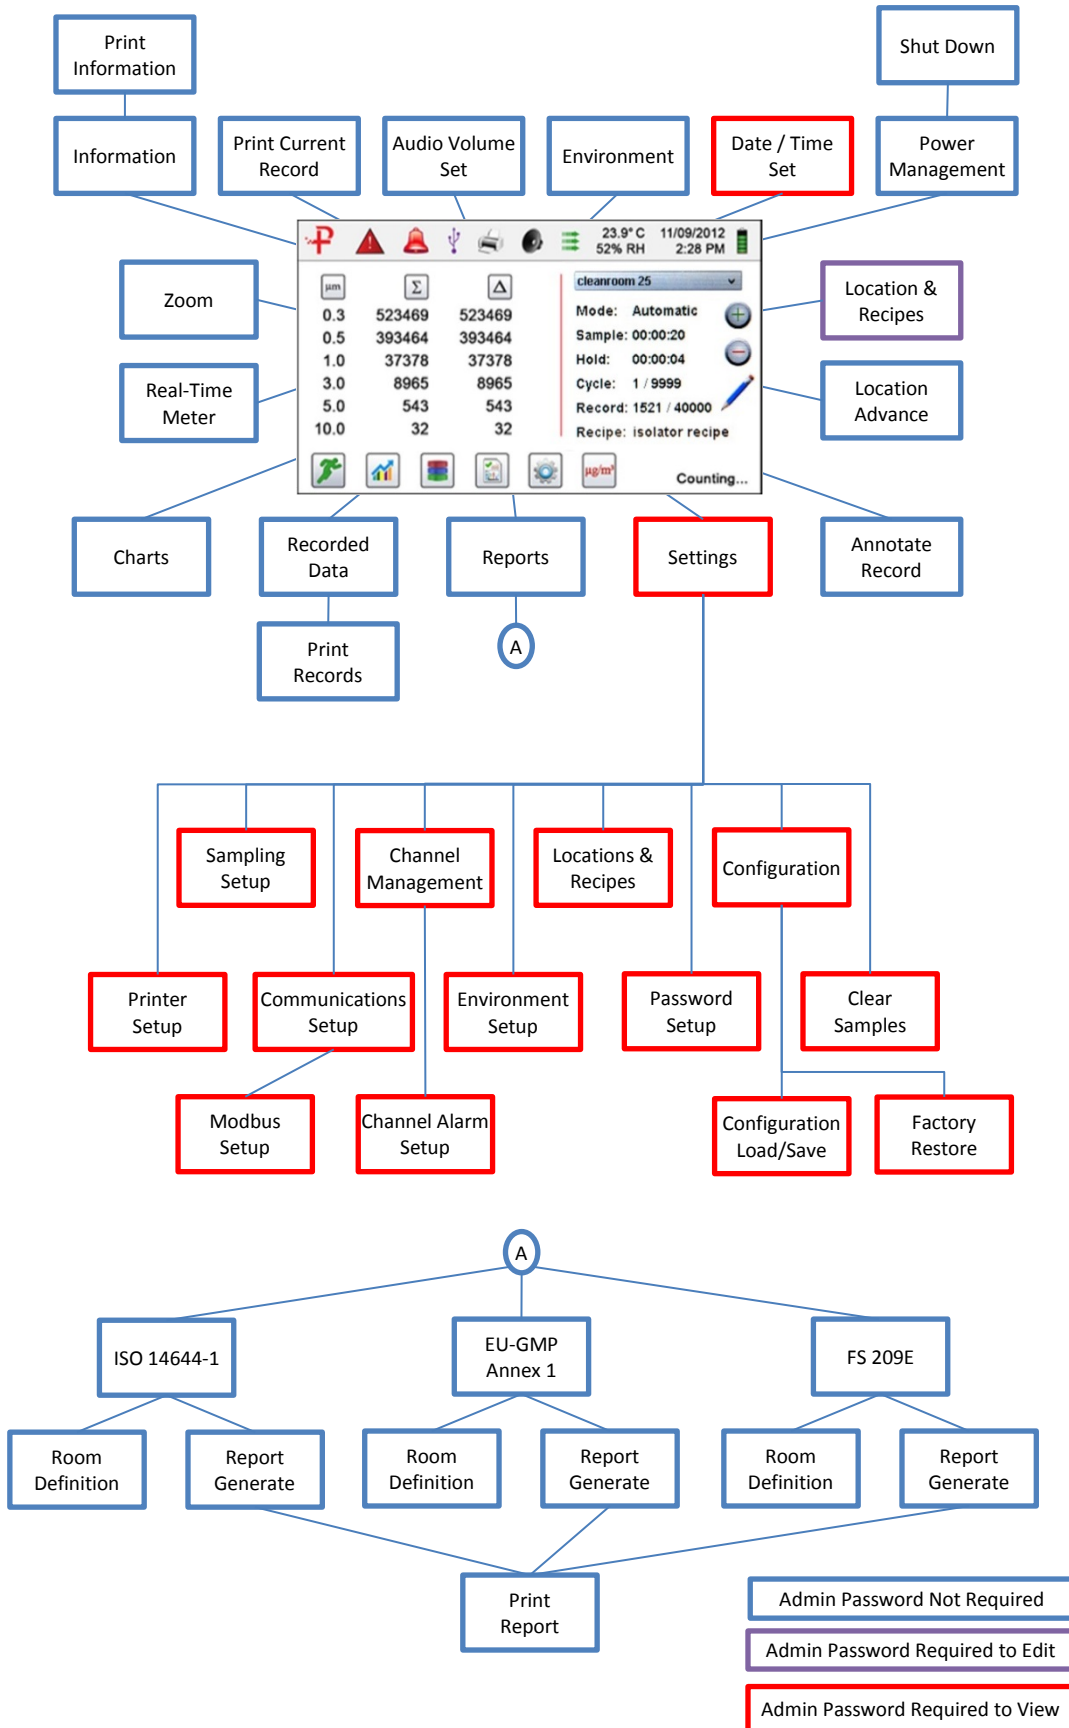 Print
Information
Shut Down
Information
Print Current
Record
Audio Volume
Set
Environment
Date / Time
Set
Power
Management
23.9° C
52% RH
11/09/2012
2:28 PM
Zoom
Real-Time
Meter
µm Σ Δ
0.3 523469 523469
0.5 393464 393464
1.0 37378 37378
3.0 8965 8965
5.0 543 543
10.0 32 32
cleanroom 25
Mode: Automatic
Sample: 00:00:20
Hold: 00:00:04
Cycle: 1 / 9999
Record: 1521 / 40000
Recipe: isolator recipe
µg/m³
Counting...
Location &
Recipes
Location
Advance
Charts
Recorded
Data
Reports
Settings
Annotate
Record
Print
Records
A
Sampling
Setup
Channel
Management
Locations &
Recipes
Configuration
Printer
Setup
Communications
Setup
Environment
Setup
Password
Setup
Clear
Samples
Modbus
Setup
Channel Alarm
Setup
Configuration
Load/Save
Factory
Restore
A
ISO 14644-1
EU-GMP
Annex 1
FS 209E
Room
Definition
Report
Generate
Room
Definition
Report
Generate
Room
Definition
Report
Generate
Print
Report
Admin Password Not Required
Admin Password Required to Edit
Admin Password Required to View